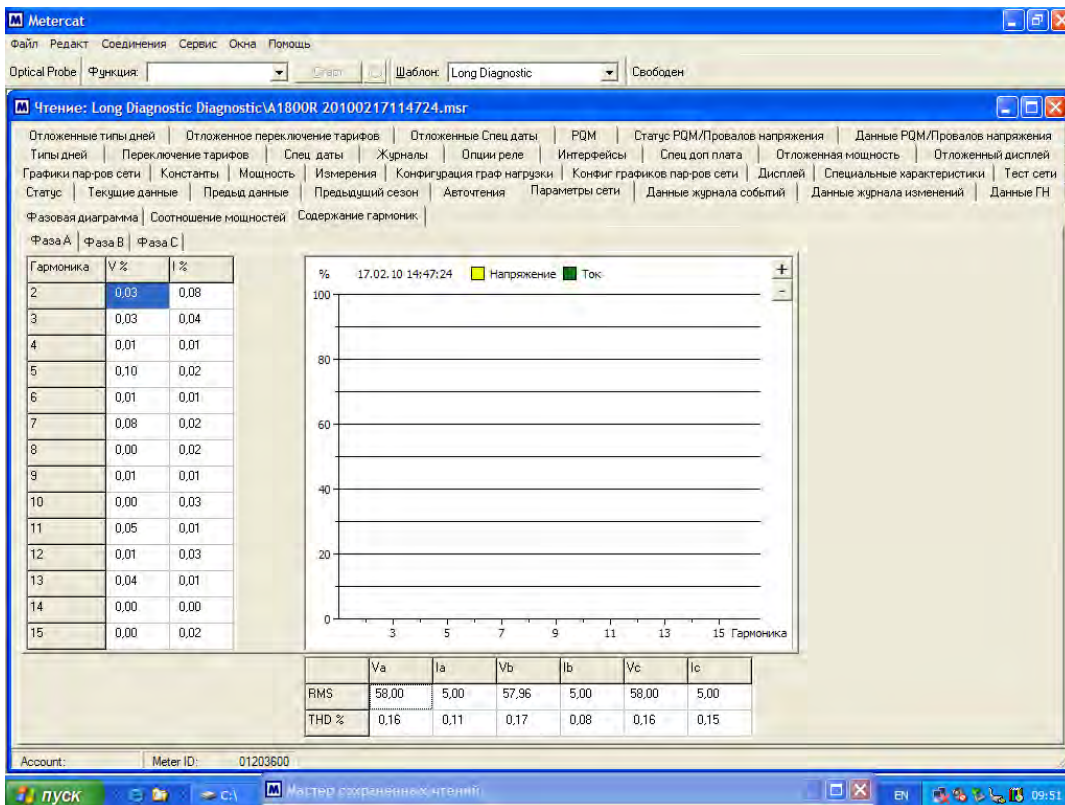 Metercat
Файл Редакт Соединения Сервис Окна Помощь
Optical Probe Функция: Шаблон: Long Diagnostic Свободен
Чтение: Long Diagnostic Diagnostic\A1800R 20100217114724.msr
Отложенные типы дней Отложенное переключение тарифов Отложенные Спец даты PQM Статус PQM/Провалов напряжения Данные PQM/Провалов напряжения
Типы дней Переключение тарифов Спец даты Журналы Опции реле Интерфейсы Спец доп плата Отложенная мощность Отложенный дисплей
Графики пар-ров сети Константы Мощность Измерения Конфигурация граф нагрузки Конфиг графиков пар-ров сети Дисплей Специальные характеристики Тест сети
Статус Текущие данные Предыд данные Предыдущий сезон Авточтения Параметры сети Данные журнала событий Данные журнала изменений Данные ГН
Фазовая диаграмма Соотношение мощностей Содержание гармоник
Фаза А Фаза В Фаза С
Гармоника V % I %
2 0,03 0,08
3 0,03 0,04
4 0,01 0,01
5 0,10 0,02
6 0,01 0,01
7 0,08 0,02
8 0,00 0,02
9 0,01 0,01
10 0,00 0,03
11 0,05 0,01
12 0,01 0,03
13 0,04 0,01
14 0,00 0,00
15 0,00 0,02
% 17.02.10 14:47:24 Напряжение Ток +
-
100
80
60
40
20
0
3 5 7 9 11 13 15 Гармоника
Va Ia Vb Ib Vc Ic
RMS 58,00 5,00 57,96 5,00 58,00 5,00
THD % 0,16 0,11 0,17 0,08 0,16 0,15
Account: Meter ID: 01203600
пуск C:\ Мастер сохраненных чтений EN 09:51